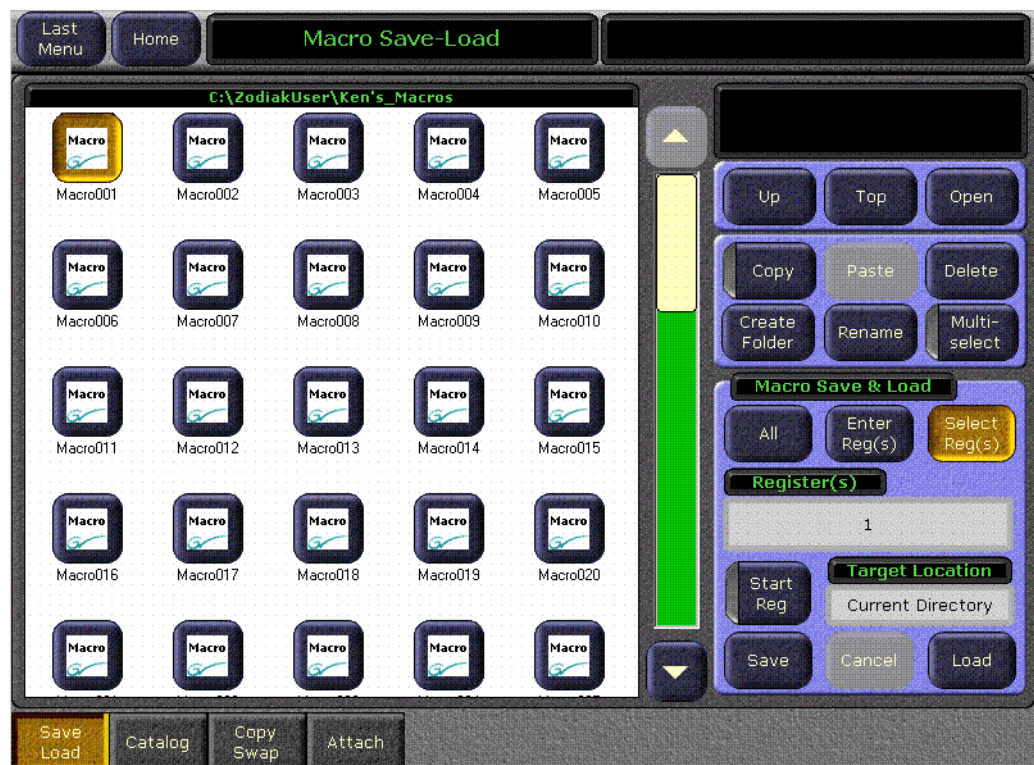 Last Menu
Home
Macro Save-Load
C:\ZodiakUser\Ken's_Macros
Macro Macro Macro Macro Macro
Macro001 Macro002 Macro003 Macro004 Macro005
Macro Macro Macro Macro Macro
Macro006 Macro007 Macro008 Macro009 Macro010
Macro Macro Macro Macro Macro
Macro011 Macro012 Macro013 Macro014 Macro015
Macro Macro Macro Macro Macro
Macro016 Macro017 Macro018 Macro019 Macro020
Macro Macro Macro Macro Macro
Up Top Open
Copy Paste Delete
Create Folder
Rename
Multi-
select
Macro Save & Load
All
Enter Reg(s)
Select Reg(s)
Register(s)
1
Start Reg
Target Location
Current Directory
Save Cancel Load
Save Load
Catalog
Copy Swap
Attach